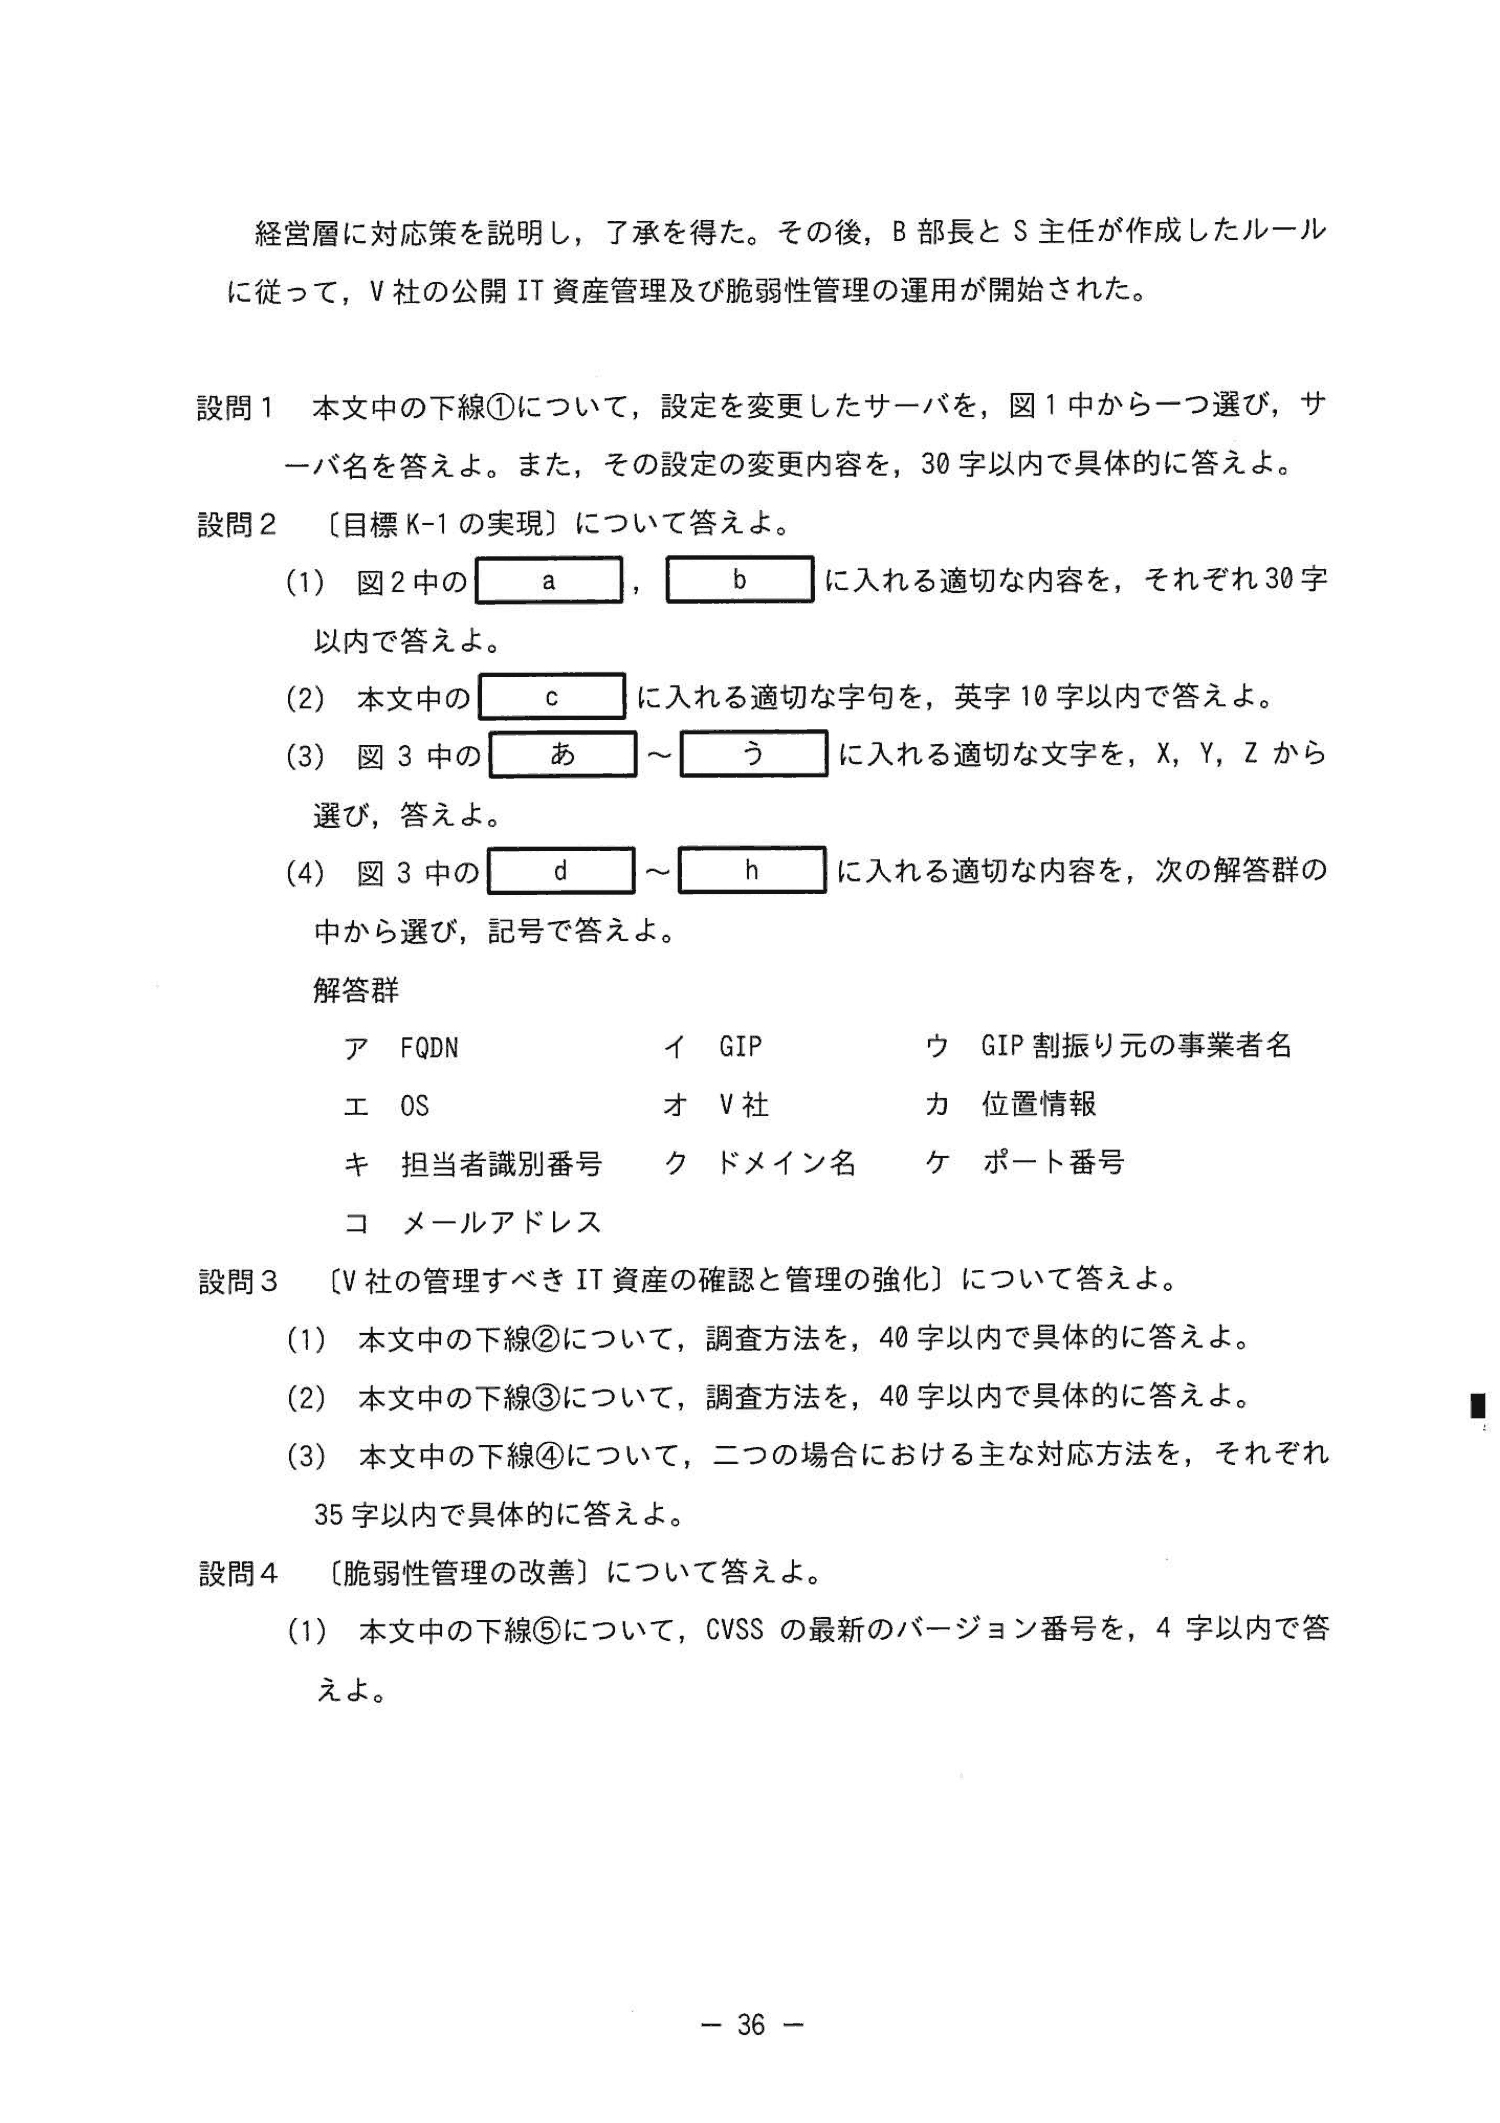 経営層に対応策を説明し，了承を得た。その後，B 部長と S 主任が作成したルール
に従って，V 社の公開 IT 資産管理及び脆弱性管理の運用が開始された。
設問１　本文中の下線①について，設定を変更したサーバを，図 1 中から一つ選び，サ
ーバ名を答えよ。また，その設定の変更内容を，30 字以内で具体的に答えよ。
設問２　〔目標 K-1 の実現〕について答えよ。
(1)　図 2 中の a ， b に入れる適切な内容を，それぞれ 30 字
以内で答えよ。
(2)　本文中の c に入れる適切な字句を，英字 10 字以内で答えよ。
(3)　図 3 中の あ ～ う に入れる適切な文字を，X，Y，Z から
選び，答えよ。
(4)　図 3 中の d ～ h に入れる適切な内容を，次の解答群の
中から選び，記号で答えよ。
解答群
ア　FQDN　イ　GIP　ウ　GIP 割振り元の事業者名
エ　OS　オ　V 社　カ　位置情報
キ　担当者識別番号　ク　ドメイン名　ケ　ポート番号
コ　メールアドレス
設問３　〔V 社の管理すべき IT 資産の確認と管理の強化〕について答えよ。
(1)　本文中の下線②について，調査方法を，40 字以内で具体的に答えよ。
(2)　本文中の下線③について，調査方法を，40 字以内で具体的に答えよ。
(3)　本文中の下線④について，二つの場合における主な対応方法を，それぞれ
35 字以内で具体的に答えよ。
設問４　〔脆弱性管理の改善〕について答えよ。
(1)　本文中の下線⑤について，CVSS の最新のバージョン番号を，4 字以内で答
えよ。
－ 36 －